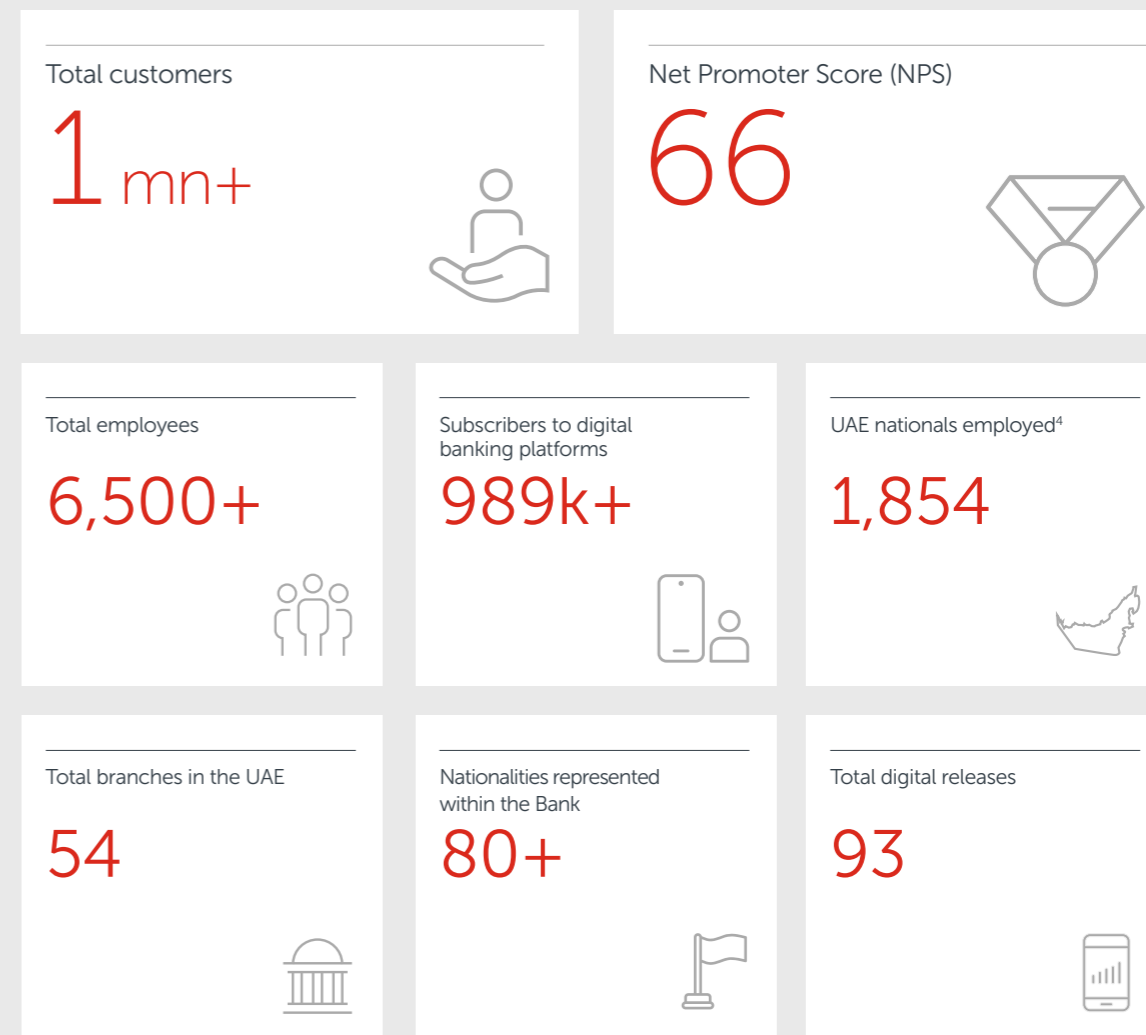 Total customers
1 mn+
Net Promoter Score (NPS)
66
Total employees
6,500+
Subscribers to digital
banking platforms
989k+
UAE nationals employed⁴
1,854
Total branches in the UAE
54
Nationalities represented
within the Bank
80+
Total digital releases
93